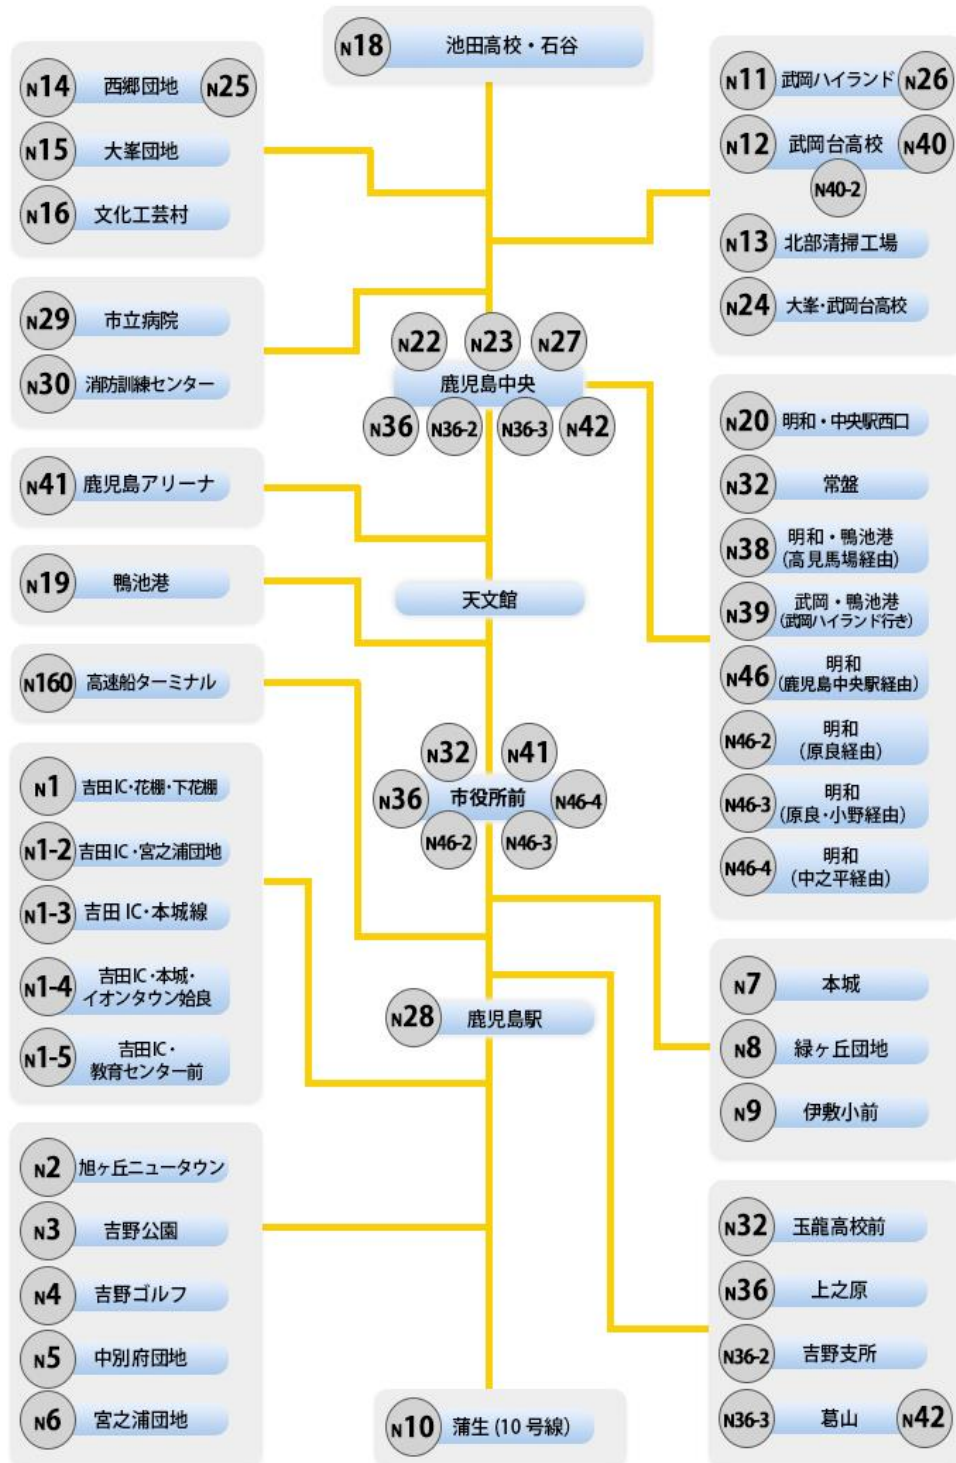 N18 池田高校・石谷
N14 西郷団地 N25
N15 大峯団地
N16 文化工芸村
N11 武岡ハイランド N26
N12 武岡台高校 N40
N40-2
N13 北部清掃工場
N24 大峯・武岡台高校
N29 市立病院
N30 消防訓練センター
N22 N23 N27
鹿児島中央
N36 N36-2 N36-3 N42
N20 明和・中央駅西口
N32 常盤
N38 明和・鴨池港
(高見馬場経由)
N39 武岡・鴨池港
(武岡ハイランド行き)
N46 明和
(鹿児島中央駅経由)
N46-2 明和
(原良経由)
N46-3 明和
(原良・小野経由)
N46-4 明和
(中之平経由)
N41 鹿児島アリーナ
N19 鴨池港
天文館
N160 高速船ターミナル
N32 N41
N36 市役所前 N46-4
N46-2 N46-3
N1 吉田IC・花棚・下花棚
N1-2 吉田IC・宮之浦団地
N1-3 吉田IC・本城線
N1-4 吉田IC・本城・
イオンタウン姶良
N1-5 吉田IC・
教育センター前
N28 鹿児島駅
N7 本城
N8 緑ヶ丘団地
N9 伊敷小前
N2 旭ヶ丘ニュータウン
N3 吉野公園
N4 吉野ゴルフ
N5 中別府団地
N6 宮之浦団地
N32 玉龍高校前
N36 上之原
N36-2 吉野支所
N36-3 葛山 N42
N10 蒲生(10号線)